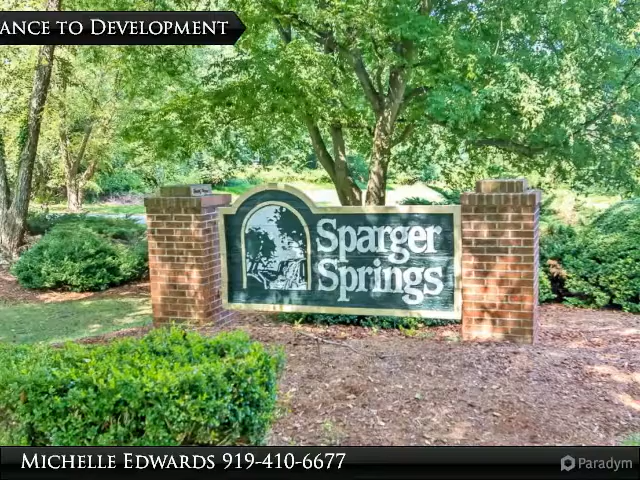 ance to Development
Sparger
Springs
Michelle Edwards 919-410-6677
Paradym